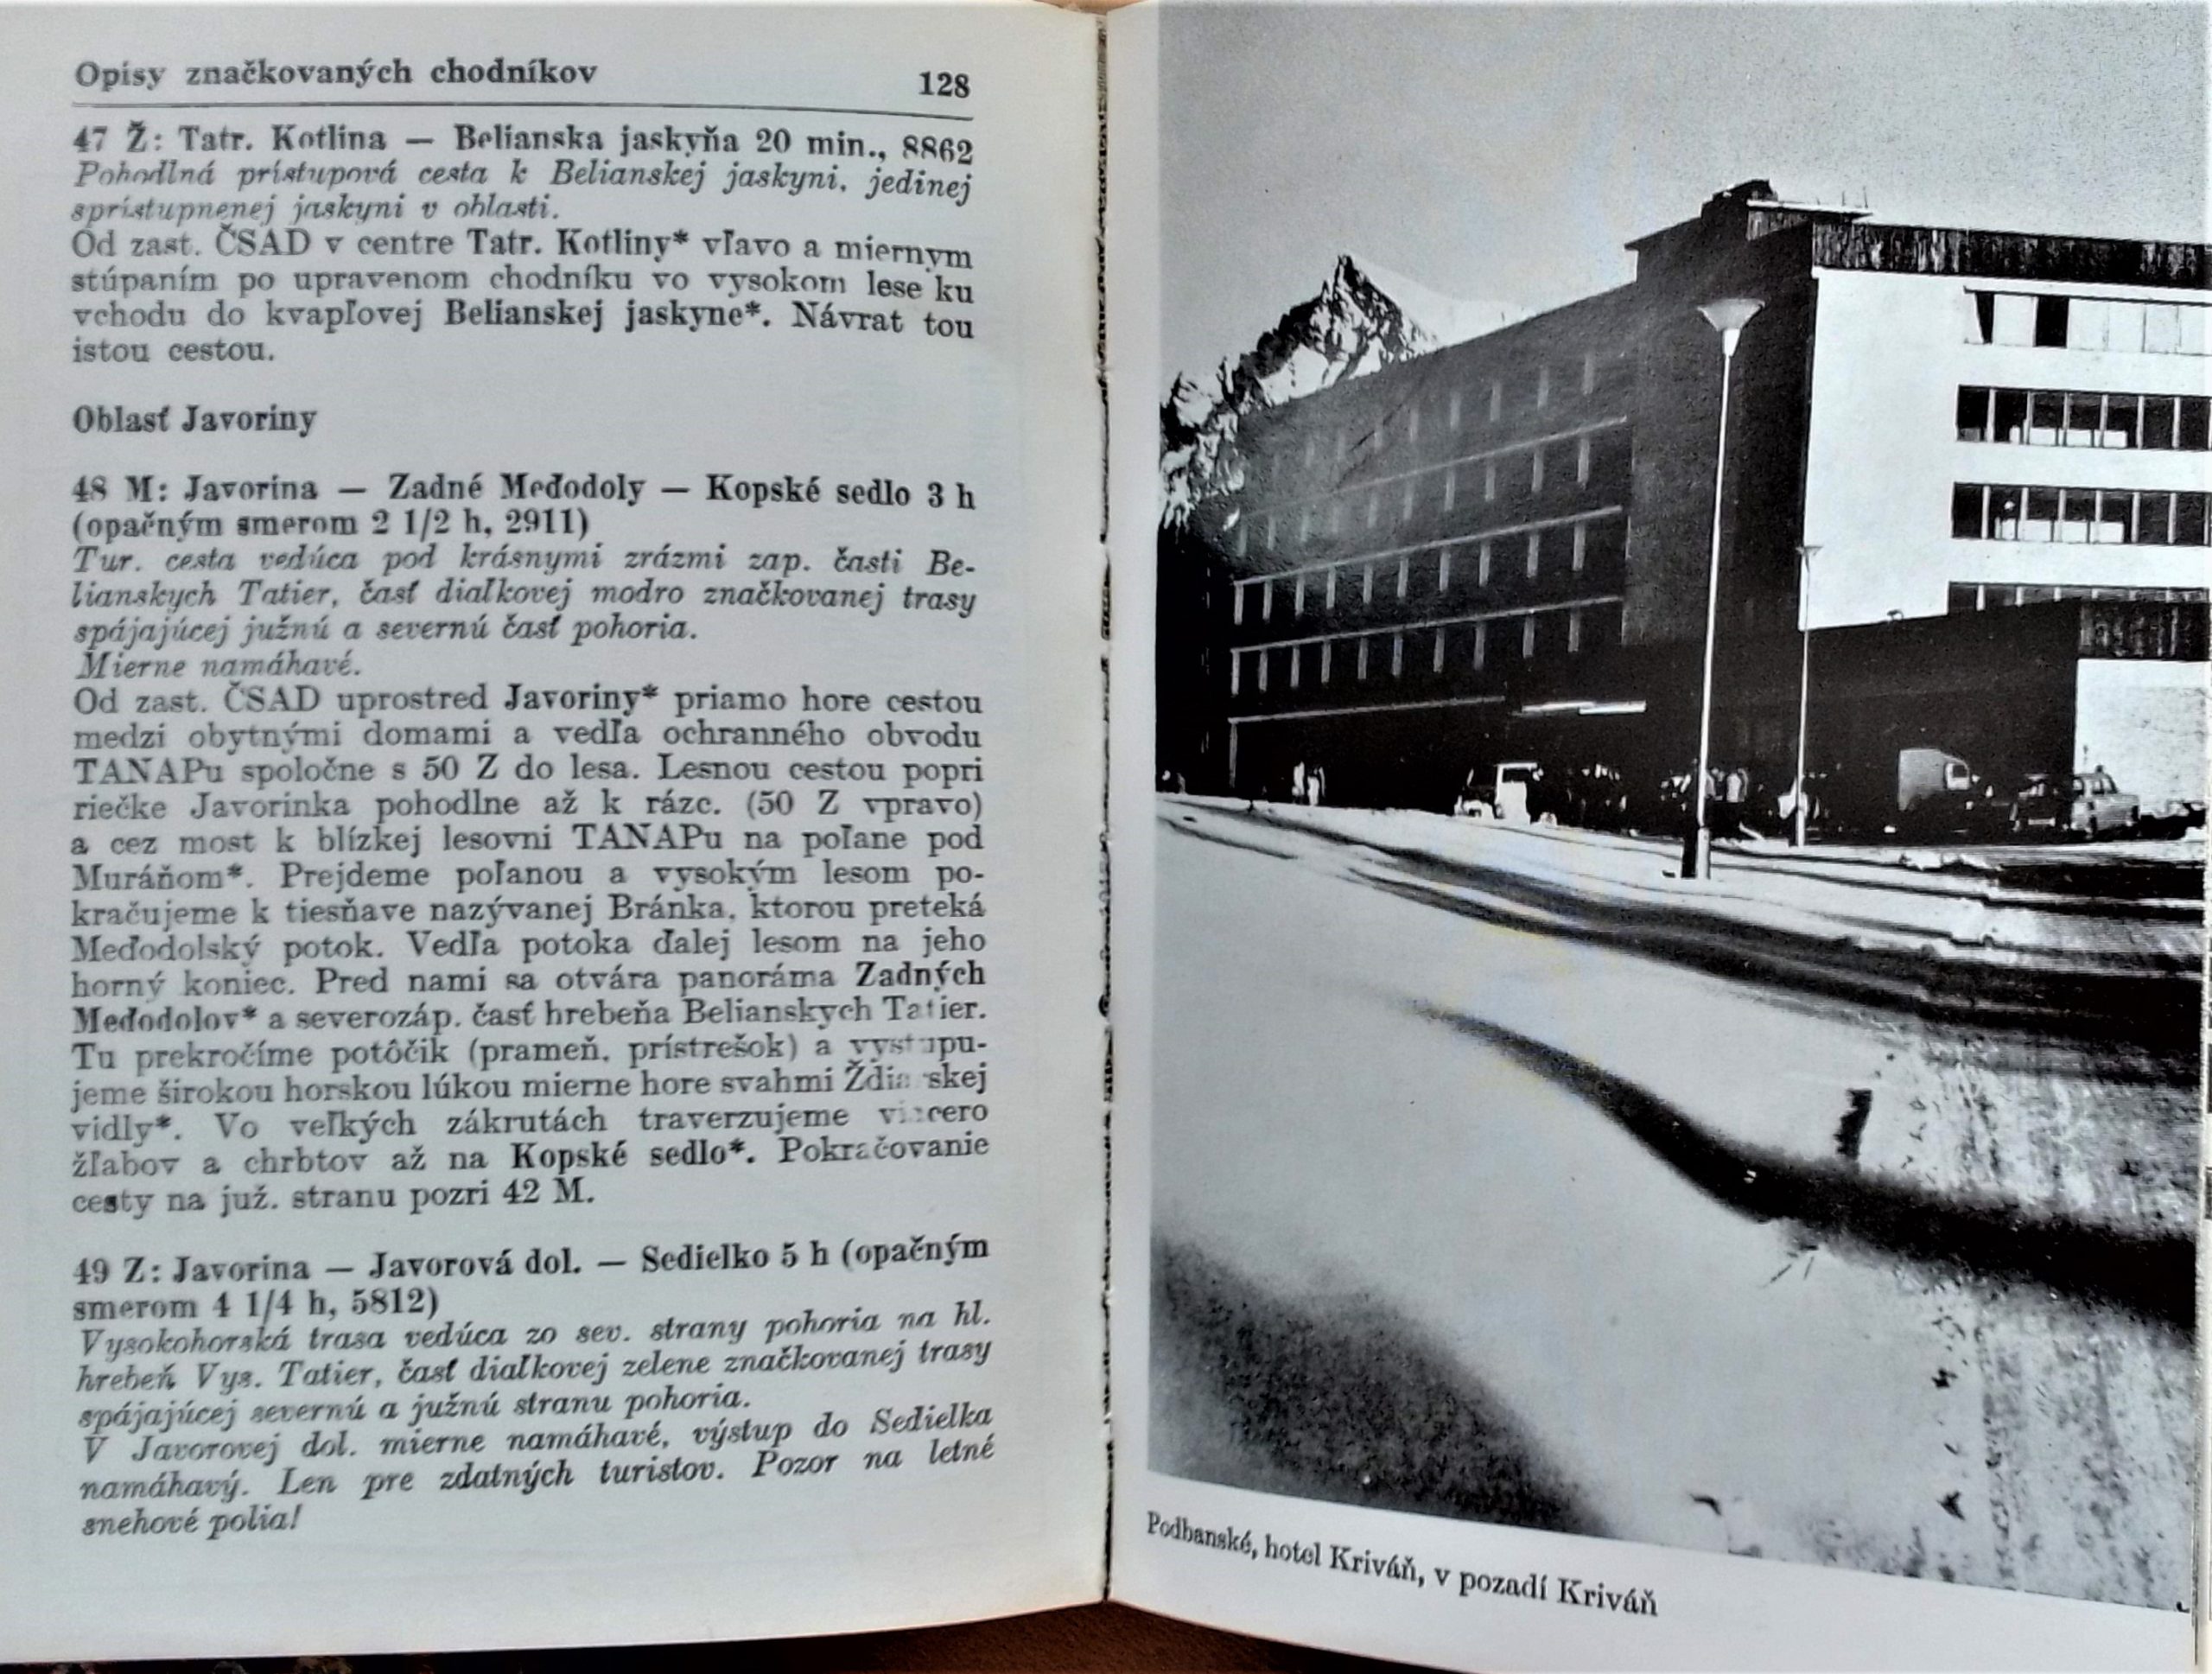 Opisy značkovaných chodníkov 128
47 Ž: Tatr. Kotlina — Belianska jaskyňa 20 min., 8862
Pohodlná prístupová cesta k Belianskej jaskyni, jedinej
sprístupnenej jaskyni v oblasti.
Od zast. ČSAD v centre Tatr. Kotliny* vľavo a miernym
stúpaním po upravenom chodníku vo vysokom lese ku
vchodu do kvapľovej Belianskej jaskyne*. Návrat tou
istou cestou.
Oblasť Javoriny
48 M: Javorina — Zadné Meďodoly — Kopské sedlo 3 h
(opačným smerom 2 1/2 h, 2911)
Tur. cesta vedúca pod krásnymi zrázmi zap. časti Be-
lianskych Tatier, časť diaľkovej modro značkovanej trasy
spájajúcej južnú a severnú časť pohoria.
Mierne namáhavé.
Od zast. ČSAD uprostred Javoriny* priamo hore cestou
medzi obytnými domami a vedľa ochranného obvodu
TANAPu spoločne s 50 Z do lesa. Lesnou cestou popri
riečke Javorinka pohodlne až k rázc. (50 Z vpravo)
a cez most k blízkej lesovni TANAPu na poľane pod
Muráňom*. Prejdeme poľanou a vysokým lesom po-
kračujeme k tiesňave nazývanej Bránka, ktorou preteká
Meďodolský potok. Vedľa potoka ďalej lesom na jeho
horný koniec. Pred nami sa otvára panoráma Zadných
Meďodolov* a severozáp. časť hrebeňa Belianskych Tatier.
Tu prekročíme potôčik (prameň, prístrešok) a vystupu-
jeme širokou horskou lúkou mierne hore svahmi Ždiarskej
vidly*. Vo veľkých zákrutách traverzujeme viacero
žľabov a chrbtov až na Kopské sedlo*. Pokračovanie
cesty na juž. stranu pozri 42 M.
49 Z: Javorina — Javorová dol. — Sedielko 5 h (opačným
smerom 4 1/4 h, 5812)
Vysokohorská trasa vedúca zo sev. strany pohoria na hl.
hrebeň Vys. Tatier, časť diaľkovej zelene značkovanej trasy
spájajúcej severnú a južnú stranu pohoria.
V Javorovej dol. mierne namáhavé, výstup do Sedielka
namáhavý. Len pre zdatných turistov. Pozor na letné
snehové polia!
Podbanské, hotel Kriváň, v pozadí Kriváň